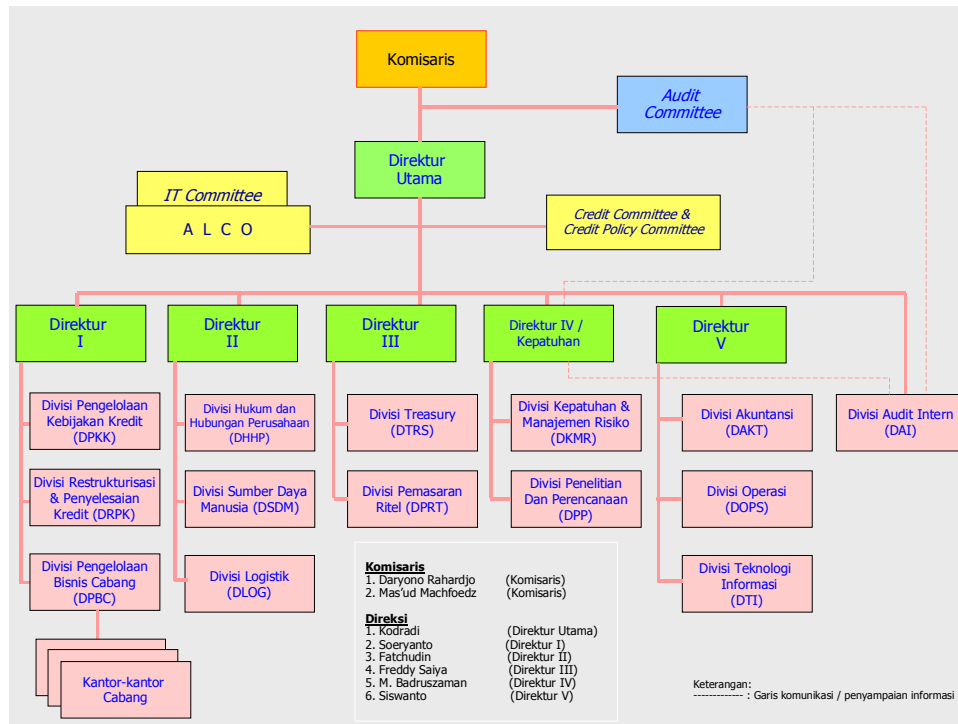 Komisaris
Audit
Committee
Direktur
Utama
IT Committee
A L C O
Credit Committee &
Credit Policy Committee
Direktur
I
Direktur
II
Direktur
III
Direktur IV /
Kepatuhan
Direktur
V
Divisi Pengelolaan
Kebijakan Kredit
(DPKK)
Divisi Hukum dan
Hubungan Perusahaan
(DHHP)
Divisi Treasury
(DTRS)
Divisi Kepatuhan &
Manajemen Risiko
(DKMR)
Divisi Akuntansi
(DAKT)
Divisi Audit Intern
(DAI)
Divisi Restrukturisasi
& Penyelesaian
Kredit (DRPK)
Divisi Sumber Daya
Manusia (DSDM)
Divisi Pemasaran
Ritel (DPRT)
Divisi Penelitian
Dan Perencanaan
(DPP)
Divisi Operasi
(DOPS)
Divisi Pengelolaan
Bisnis Cabang
(DPBC)
Divisi Logistik
(DLOG)
Divisi Teknologi
Informasi
(DTI)
Kantor-kantor
Cabang
Komisaris
1. Daryono Rahardjo (Komisaris)
2. Mas'ud Machfoedz (Komisaris)
Direksi
1. Kodradi (Direktur Utama)
2. Soeryanto (Direktur I)
3. Fatchudin (Direktur II)
4. Freddy Saiya (Direktur III)
5. M. Badruszaman (Direktur IV)
6. Siswanto (Direktur V)
Keterangan:
------------- : Garis komunikasi / penyampaian informasi